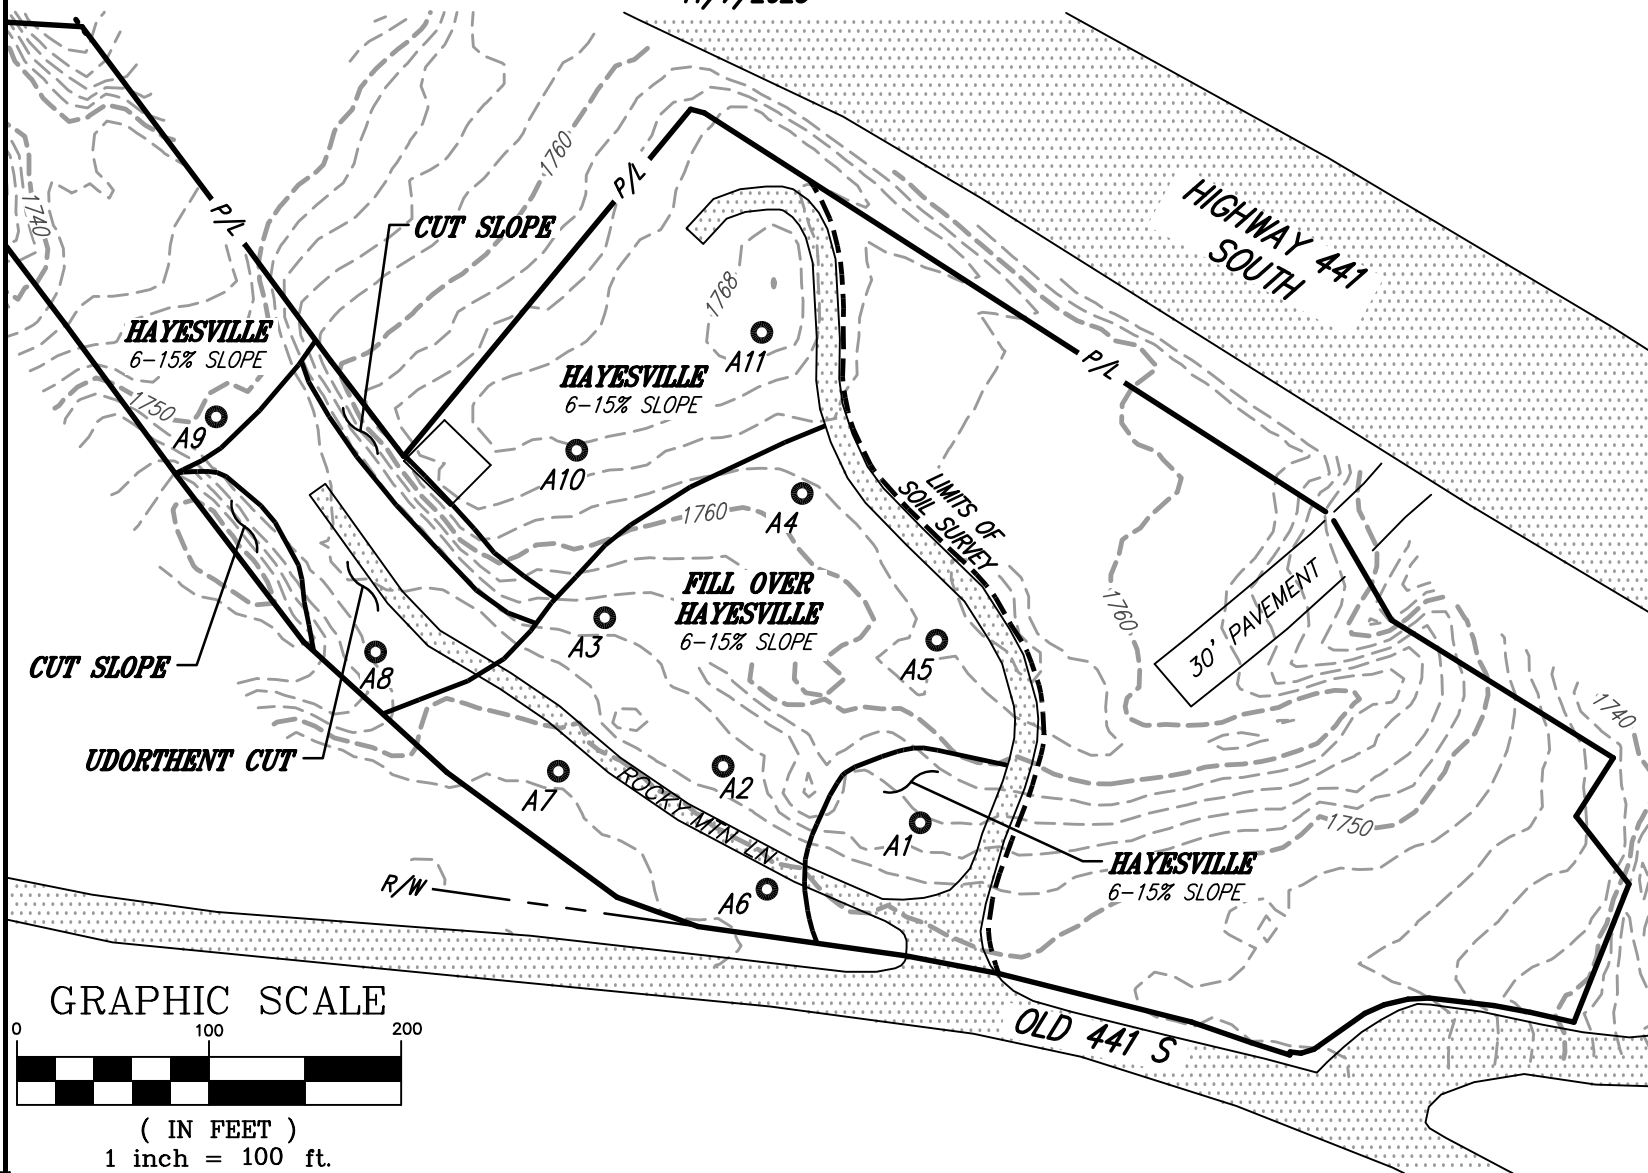 1760
P/L
HIGHWAY 441
SOUTH
1740
P/L
CUT SLOPE
1768
HAYESVILLE
6-15% SLOPE
A11
HAYESVILLE
6-15% SLOPE
P/L
1750
A9
A10
LIMITS OF
SOIL SURVEY
1760
A4
FILL OVER
HAYESVILLE
6-15% SLOPE
1760
30' PAVEMENT
A3
A5
CUT SLOPE
A8
1740
UDORTHENT CUT
A7
ROCKY MTN LN
A2
A1
1750
HAYESVILLE
6-15% SLOPE
R/W
A6
GRAPHIC SCALE
0 100 200
OLD 441 S
( IN FEET )
1 inch = 100 ft.